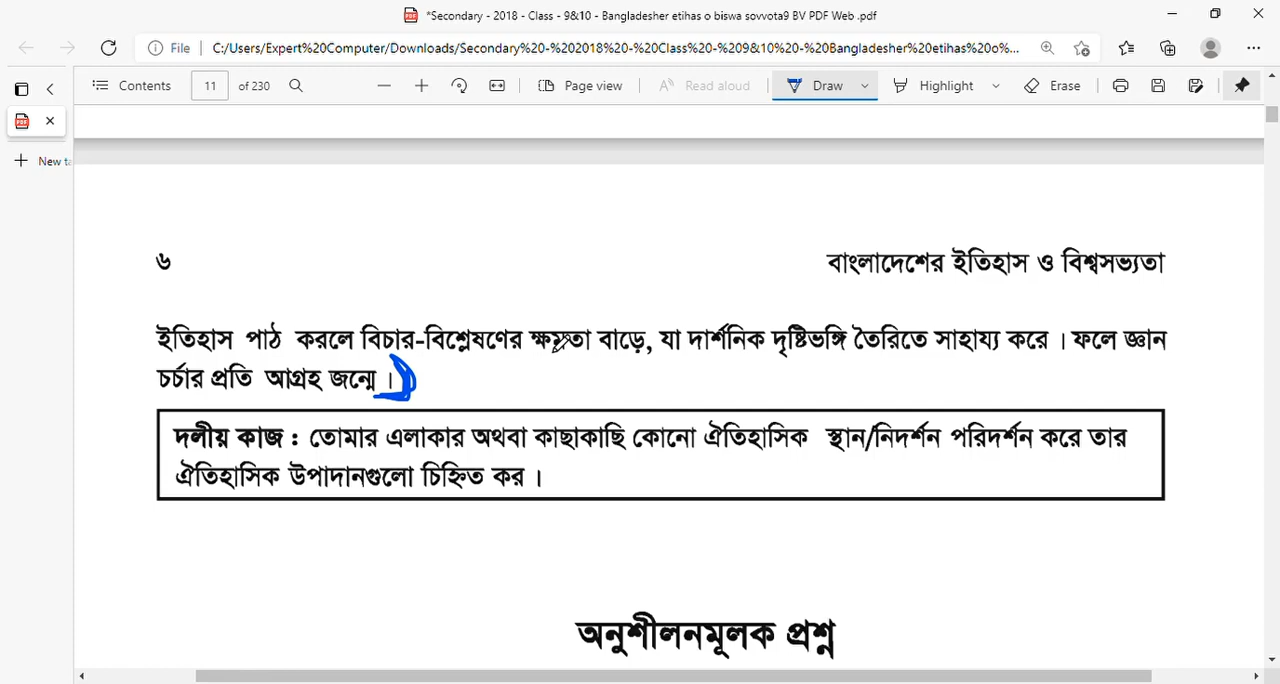 *Secondary - 2018 - Class - 9&10 - Bangladesher etihas o biswa sovvota9 BV PDF Web .pdf
File C:/Users/Expert%20Computer/Downloads/Secondary%20-%202018%20-%20Class%20-%209&10%20-%20Bangladesher%20etihas%20o%...
Contents 11 of 230 Page view Read aloud Draw Highlight Erase
New ta
৬ বাংলাদেশের ইতিহাস ও বিশ্বসভ্যতা
ইতিহাস পাঠ করলে বিচার-বিশ্লেষণের ক্ষমতা বাড়ে, যা দার্শনিক দৃষ্টিভঙ্গি তৈরিতে সাহায্য করে । ফলে জ্ঞান
চর্চার প্রতি আগ্রহ জন্মে ।
দলীয় কাজ : তোমার এলাকার অথবা কাছাকাছি কোনো ঐতিহাসিক স্থান/নিদর্শন পরিদর্শন করে তার
ঐতিহাসিক উপাদানগুলো চিহ্নিত কর ।
অনুশীলনমূলক প্রশ্ন